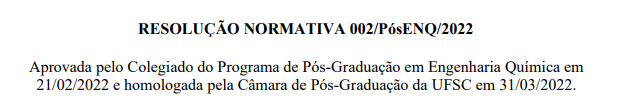 RESOLUÇÃO NORMATIVA 002/PósENQ/2022
Aprovada pelo Colegiado do Programa de Pós-Graduação em Engenharia Química em
21/02/2022 e homologada pela Câmara de Pós-Graduação da UFSC em 31/03/2022.